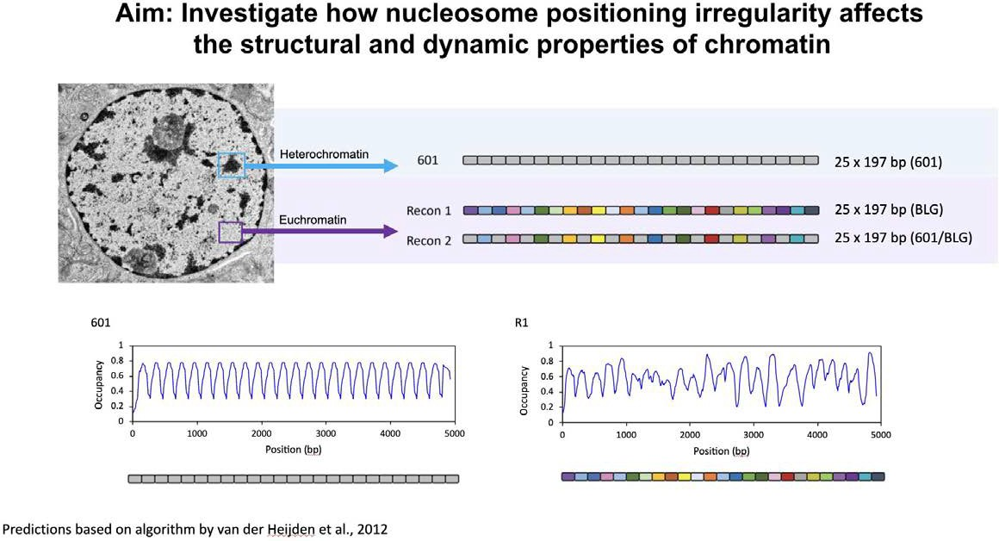 Aim: Investigate how nucleosome positioning irregularity affects
the structural and dynamic properties of chromatin
Heterochromatin
601
25 x 197 bp (601)
Euchromatin
Recon 1
25 x 197 bp (BLG)
Recon 2
25 x 197 bp (601/BLG)
601
1
0.8
0.6
0.4
0.2
0
Occupancy
0 1000 2000 3000 4000 5000
Position (bp)
R1
1
0.8
0.6
0.4
0.2
0
Occupancy
0 1000 2000 3000 4000 5000
Position (bp)
Predictions based on algorithm by van der Heijden et al., 2012